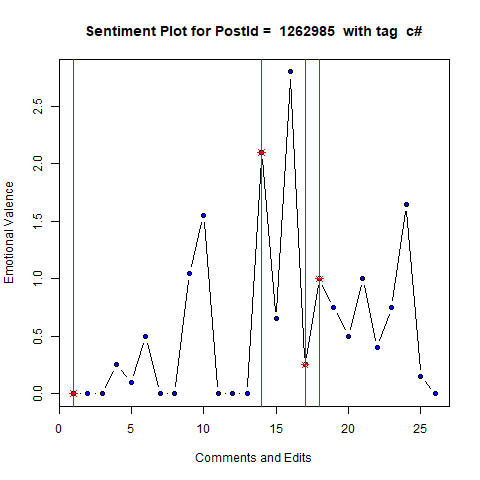 Sentiment Plot for PostId =  1262985  with tag  c#
Emotional Valence
2.5
2.0
1.5
1.0
0.5
0.0
0 5 10 15 20 25
Comments and Edits